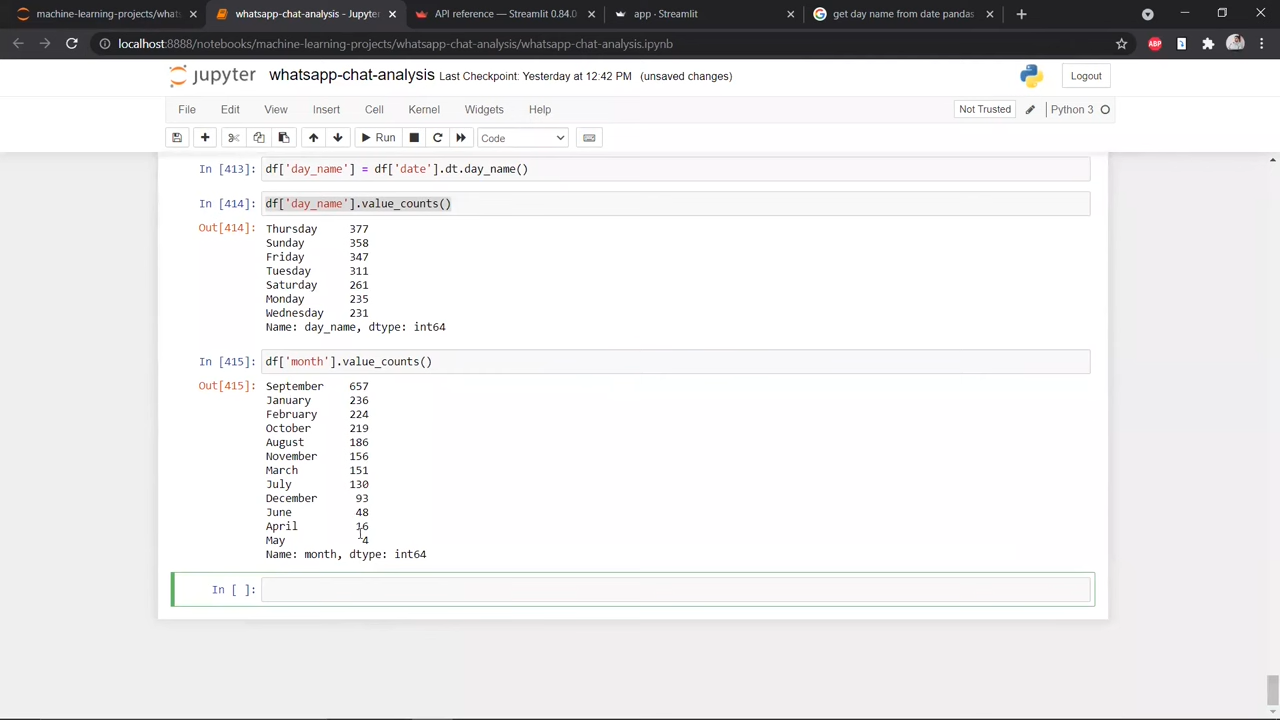 machine-learning-projects/whats
whatsapp-chat-analysis - Jupyter
API reference — Streamlit 0.84.0
app · Streamlit
get day name from date pandas
localhost:8888/notebooks/machine-learning-projects/whatsapp-chat-analysis/whatsapp-chat-analysis.ipynb
ABP
jupyter whatsapp-chat-analysis Last Checkpoint: Yesterday at 12:42 PM (unsaved changes)
Logout
File Edit View Insert Cell Kernel Widgets Help
Not Trusted
Python 3
Run
Code
In [413]: df['day_name'] = df['date'].dt.day_name()
In [414]: df['day_name'].value_counts()
Out[414]: Thursday 377
Sunday 358
Friday 347
Tuesday 311
Saturday 261
Monday 235
Wednesday 231
Name: day_name, dtype: int64
In [415]: df['month'].value_counts()
Out[415]: September 657
January 236
February 224
October 219
August 186
November 156
March 151
July 130
December 93
June 48
April 16
May 4
Name: month, dtype: int64
In [ ]: